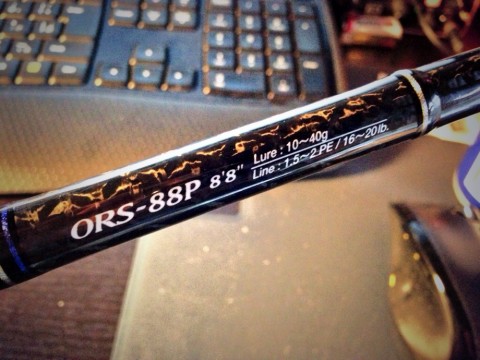 ORS-88P 8'8"
Lure : 10～40g
Line : 1.5～2 PE / 16～20lb.